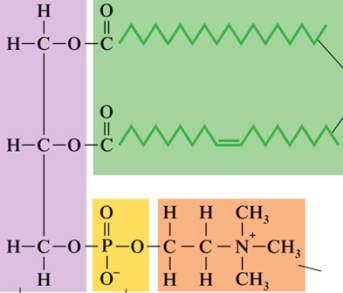 H O
H–C–O–C
O
H–C–O–C
O H H CH₃
H–C–O–P–O–C–C–N⁺–CH₃
H O⁻ H H CH₃